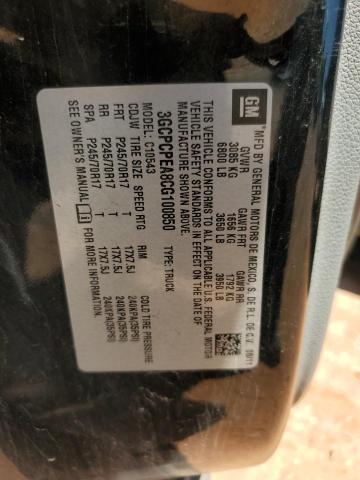 GM
"MFD BY GENERAL MOTORS DE MEXICO, S. DE R.L. DE C.V. 08/11
GVWR GAWR FRT GAWR RR
3085 KG 1656 KG 1792 KG
6800 LB 3650 LB 3950 LB
THIS VEHICLE CONFORMS TO ALL APPLICABLE U.S. FEDERAL MOTOR
VEHICLE SAFETY STANDARDS IN EFFECT ON THE DATE OF
MANUFACTURE SHOWN ABOVE.
3GCPCPEA8CG100850 TYPE: TRUCK
MODEL: C10543
CDJW TIRE SIZE SPEED RTG RIM COLD TIRE PRESSURE
FRT P245/70R17 T 17X7.5J 240KPA(35PSI)
RR P245/70R17 T 17X7.5J 240KPA(35PSI)
SPA P245/70R17 T 17X7.5J 240KPA(35PSI)
SEE OWNER'S MANUAL FOR MORE INFORMATION.